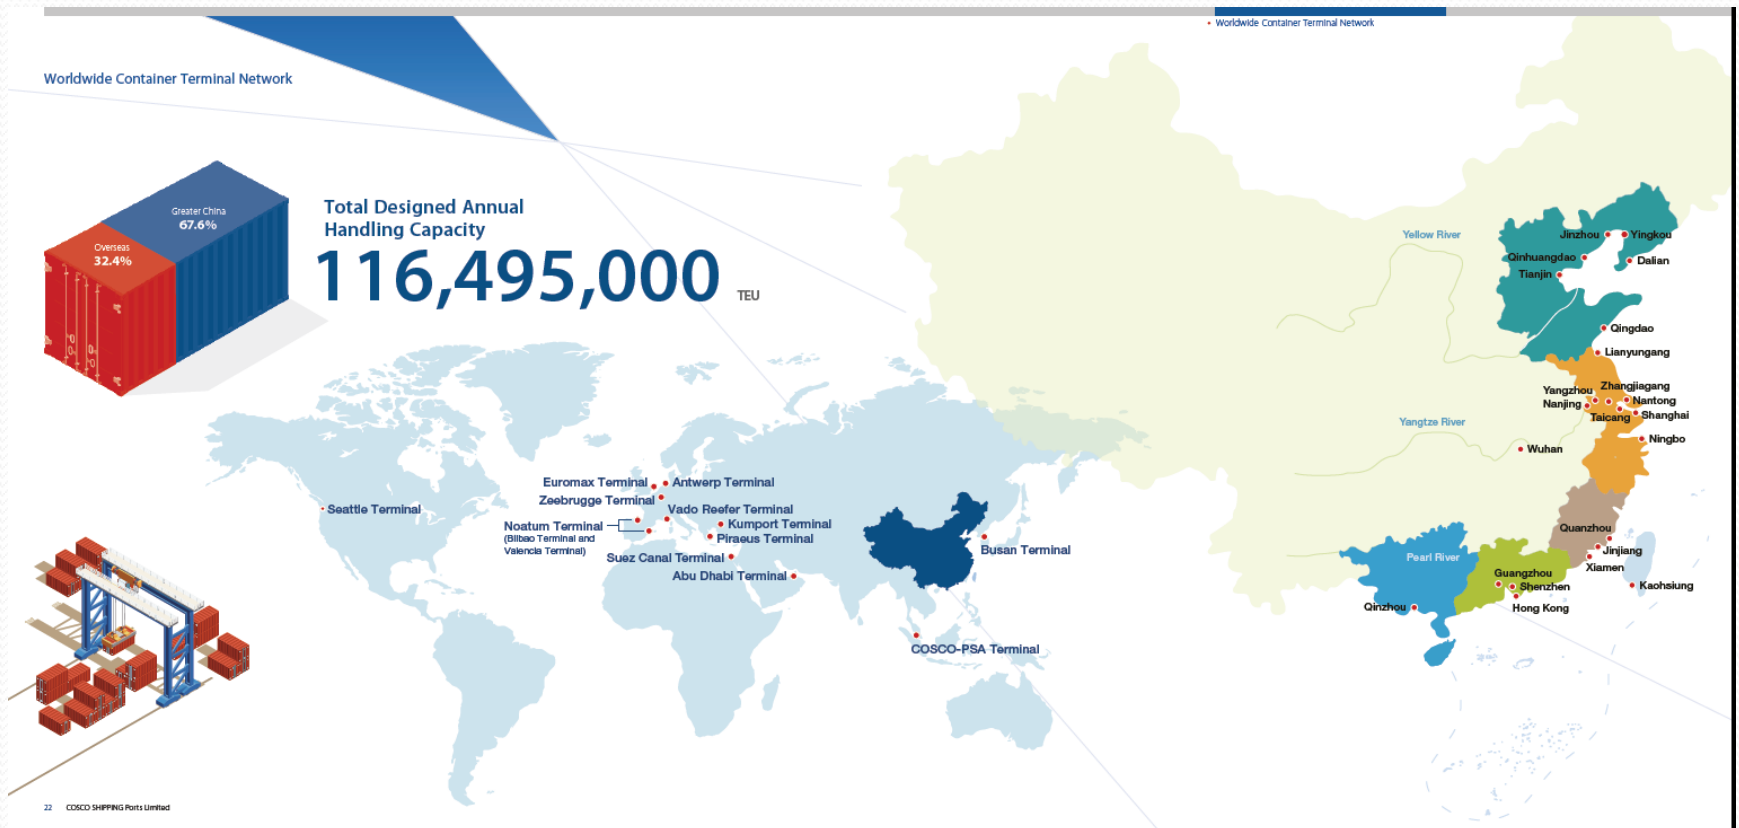 Worldwide Container Terminal Network
Worldwide Container Terminal Network
Greater China
67.6%
Overseas
32.4%
Total Designed Annual
Handling Capacity
116,495,000 TEU
Seattle Terminal
Euromax Terminal
Antwerp Terminal
Zeebrugge Terminal
Vado Reefer Terminal
Noatum Terminal
(Bilbao Terminal and
Valencia Terminal)
Kumport Terminal
Piraeus Terminal
Suez Canal Terminal
Abu Dhabi Terminal
Busan Terminal
COSCO-PSA Terminal
Yellow River
Yangtze River
Pearl River
Jinzhou
Yingkou
Qinhuangdao
Dalian
Tianjin
Qingdao
Lianyungang
Yangzhou
Zhangjiagang
Nanjing
Nantong
Taicang
Shanghai
Ningbo
Wuhan
Quanzhou
Jinjiang
Xiamen
Guangzhou
Shenzhen
Kaohsiung
Qinzhou
Hong Kong
22 COSCO SHIPPING Ports Limited